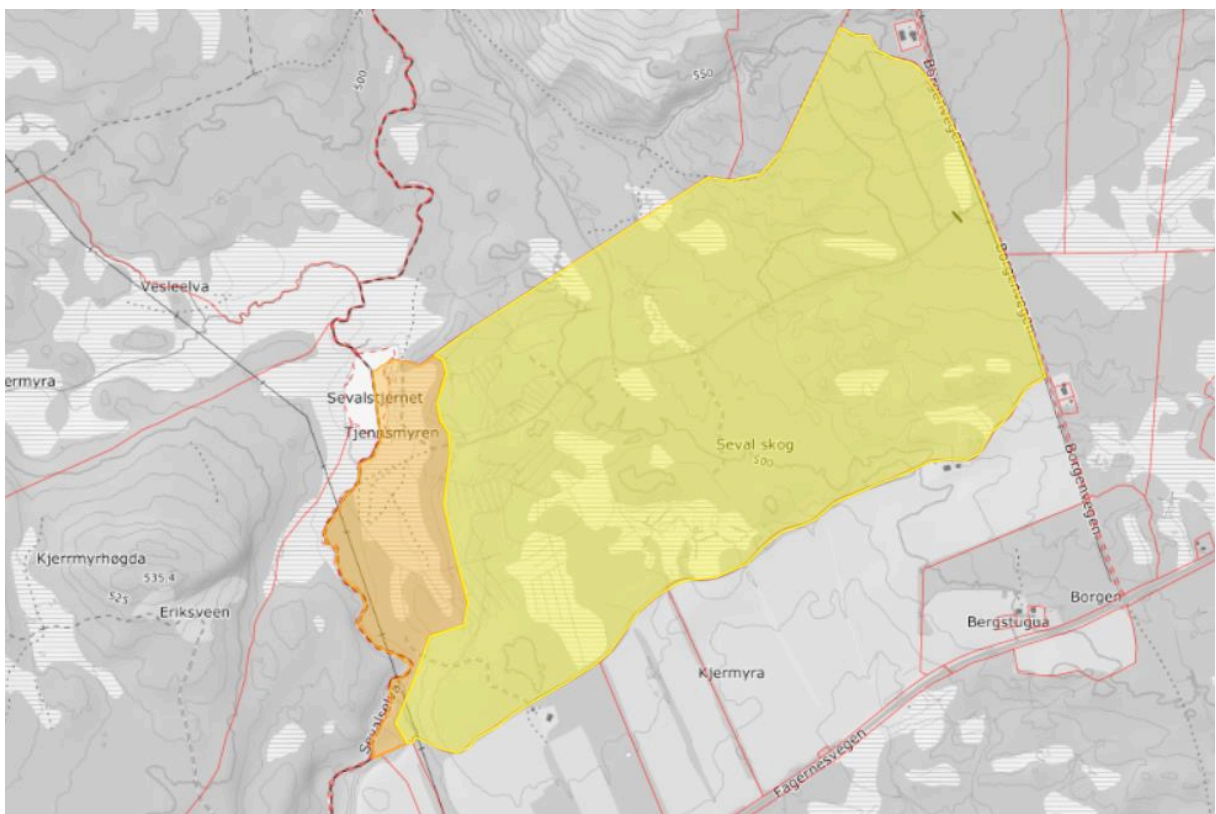 500
550
Borgenvegen
Vesleelva
Borgenvegen
ermyra
Sevalstjernet
Tjennsmyren
Seval skog
500
Borgenvegen
Kjerrmyrhøgda
535.4
525
Eriksveen
Borgen
Bergstugua
Kjermyra
Sevalselva
Fagernesvegen